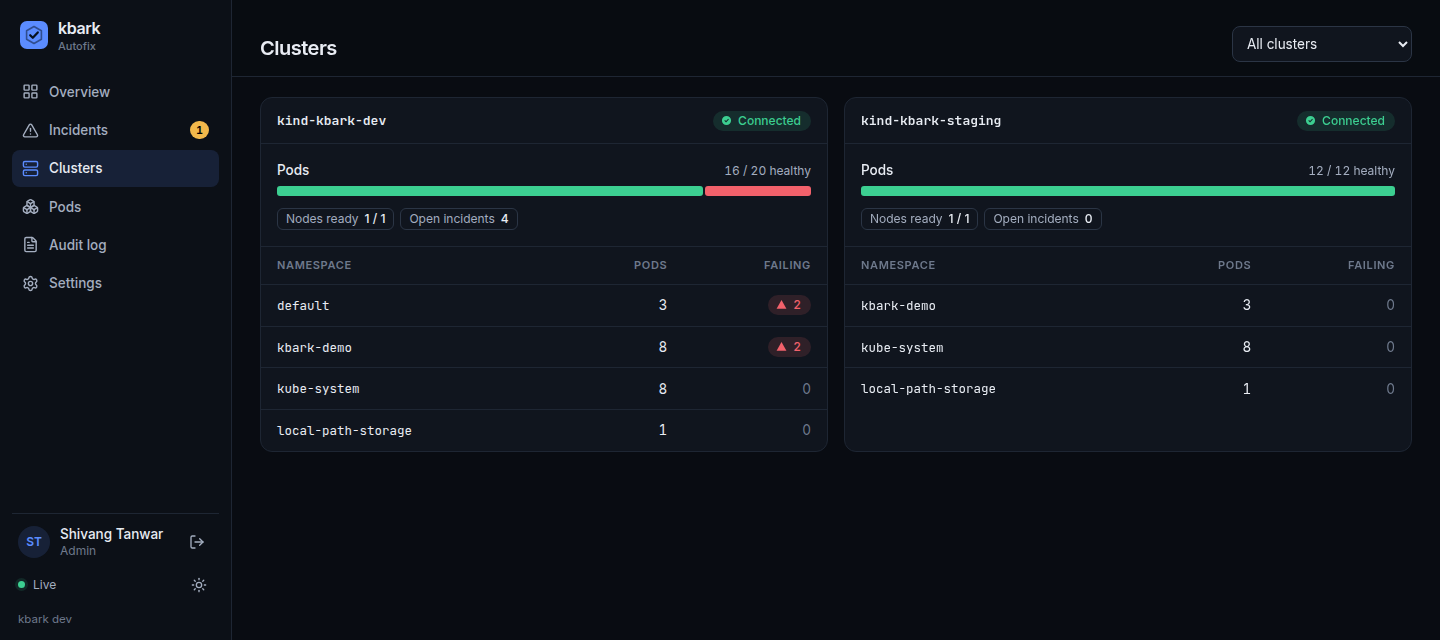 kbark
Autofix
Overview
Incidents 1
Clusters
Pods
Audit log
Settings
Shivang Tanwar
ST
Admin
Live
kbark dev
Clusters
All clusters
kind-kbark-dev Connected
Pods 16 / 20 healthy
Nodes ready 1 / 1 Open incidents 4
NAMESPACE PODS FAILING
default 3 2
kbark-demo 8 2
kube-system 8 0
local-path-storage 1 0
kind-kbark-staging Connected
Pods 12 / 12 healthy
Nodes ready 1 / 1 Open incidents 0
NAMESPACE PODS FAILING
kbark-demo 3 0
kube-system 8 0
local-path-storage 1 0